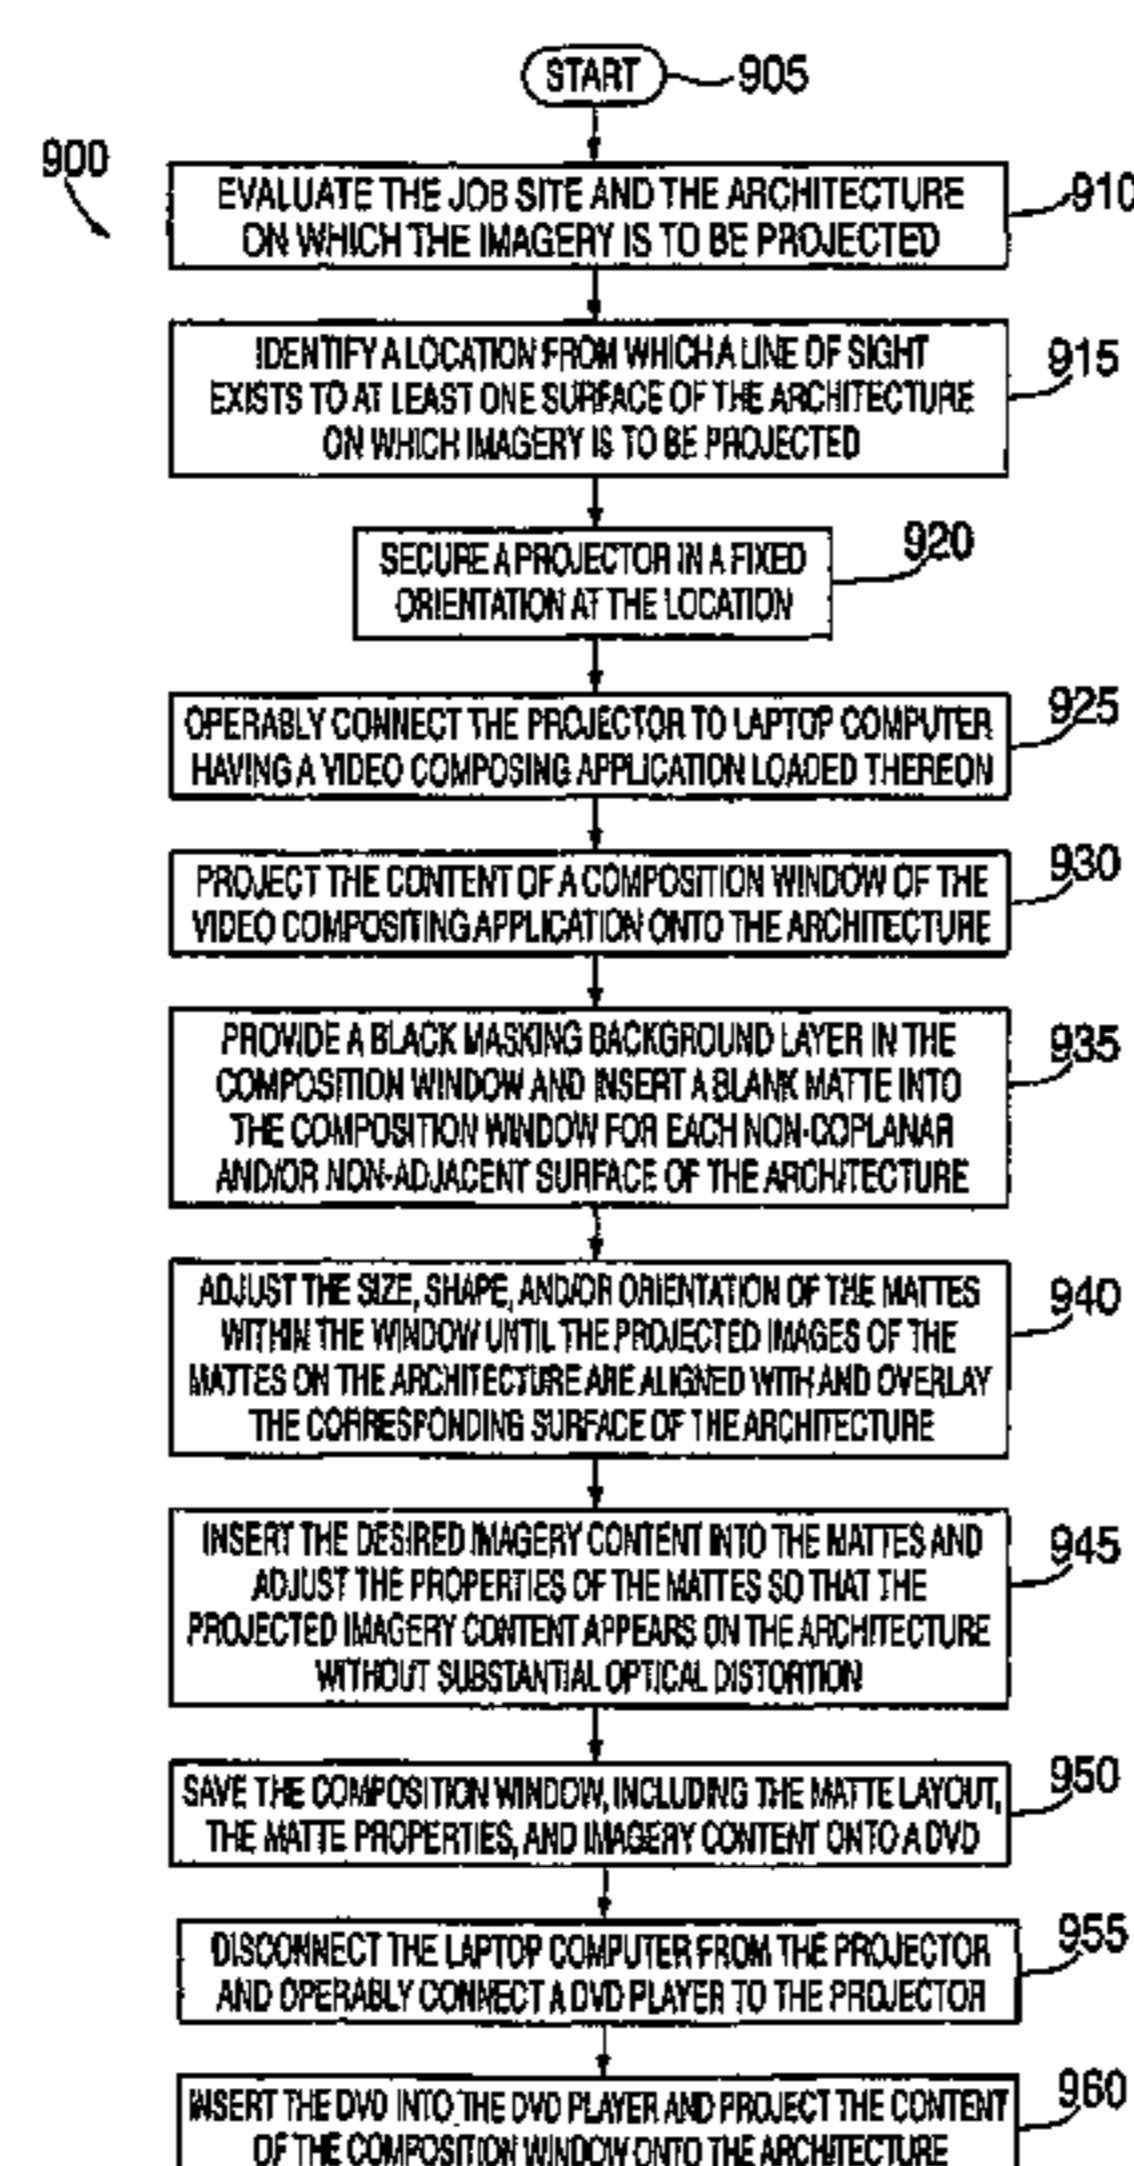 START
905
900
EVALUATE THE JOB SITE AND THE ARCHITECTURE
ON WHICH THE IMAGERY IS TO BE PROJECTED
910
IDENTIFY A LOCATION FROM WHICH A LINE OF SIGHT
EXISTS TO AT LEAST ONE SURFACE OF THE ARCHITECTURE
ON WHICH IMAGERY IS TO BE PROJECTED
915
SECURE A PROJECTOR IN A FIXED
ORIENTATION AT THE LOCATION
920
OPERABLY CONNECT THE PROJECTOR TO LAPTOP COMPUTER
HAVING A VIDEO COMPOSING APPLICATION LOADED THEREON
925
PROJECT THE CONTENT OF A COMPOSITION WINDOW OF THE
VIDEO COMPOSITING APPLICATION ONTO THE ARCHITECTURE
930
PROVIDE A BLACK MASKING BACKGROUND LAYER IN THE
COMPOSITION WINDOW AND INSERT A BLANK MATTE INTO
THE COMPOSITION WINDOW FOR EACH NON-COPLANAR
AND/OR NON-ADJACENT SURFACE OF THE ARCHITECTURE
935
ADJUST THE SIZE, SHAPE, AND/OR ORIENTATION OF THE MATTES
WITHIN THE WINDOW UNTIL THE PROJECTED IMAGES OF THE
MATTES ON THE ARCHITECTURE ARE ALIGNED WITH AND OVERLAY
THE CORRESPONDING SURFACE OF THE ARCHITECTURE
940
INSERT THE DESIRED IMAGERY CONTENT INTO THE MATTES AND
ADJUST THE PROPERTIES OF THE MATTES SO THAT THE
PROJECTED IMAGERY CONTENT APPEARS ON THE ARCHITECTURE
WITHOUT SUBSTANTIAL OPTICAL DISTORTION
945
SAVE THE COMPOSITION WINDOW, INCLUDING THE MATTE LAYOUT,
THE MATTE PROPERTIES, AND IMAGERY CONTENT ONTO A DVD
950
DISCONNECT THE LAPTOP COMPUTER FROM THE PROJECTOR
AND OPERABLY CONNECT A DVD PLAYER TO THE PROJECTOR
955
INSERT THE DVD INTO THE DVD PLAYER AND PROJECT THE CONTENT
OF THE COMPOSITION WINDOW ONTO THE ARCHITECTURE
960